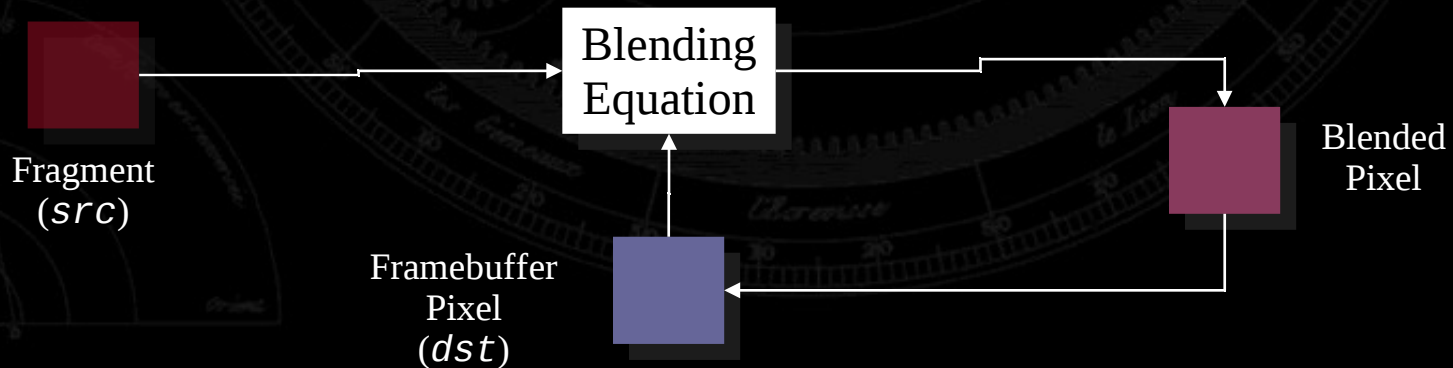 Blending
Equation
Fragment
(src)
Blended
Pixel
Framebuffer
Pixel
(dst)